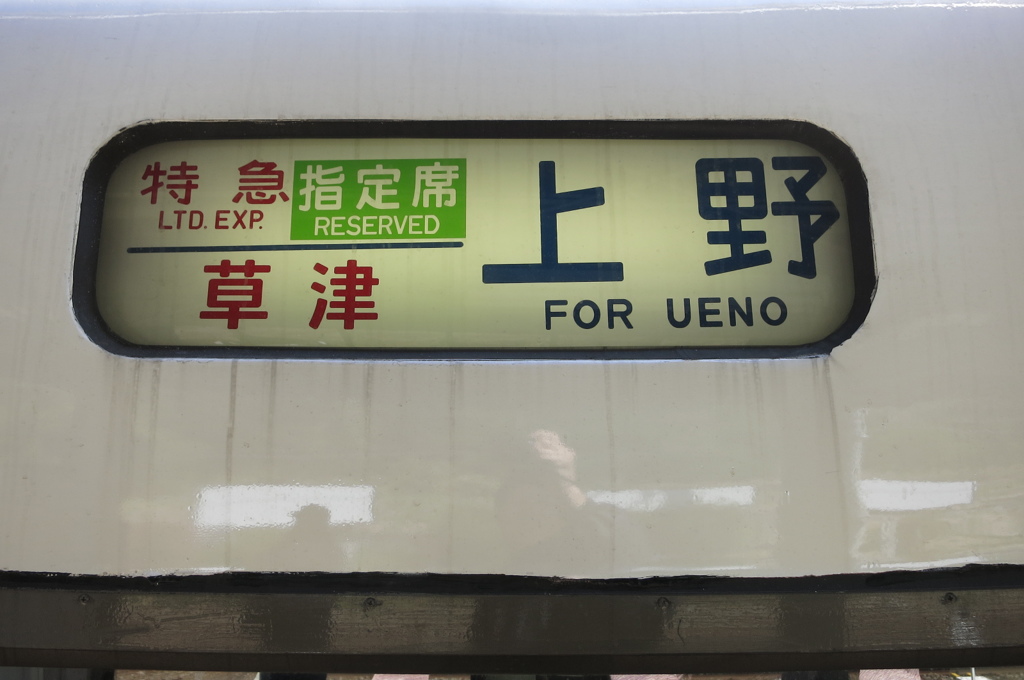 特急
LTD. EXP.
指定席
RESERVED
草津
上野
FOR UENO